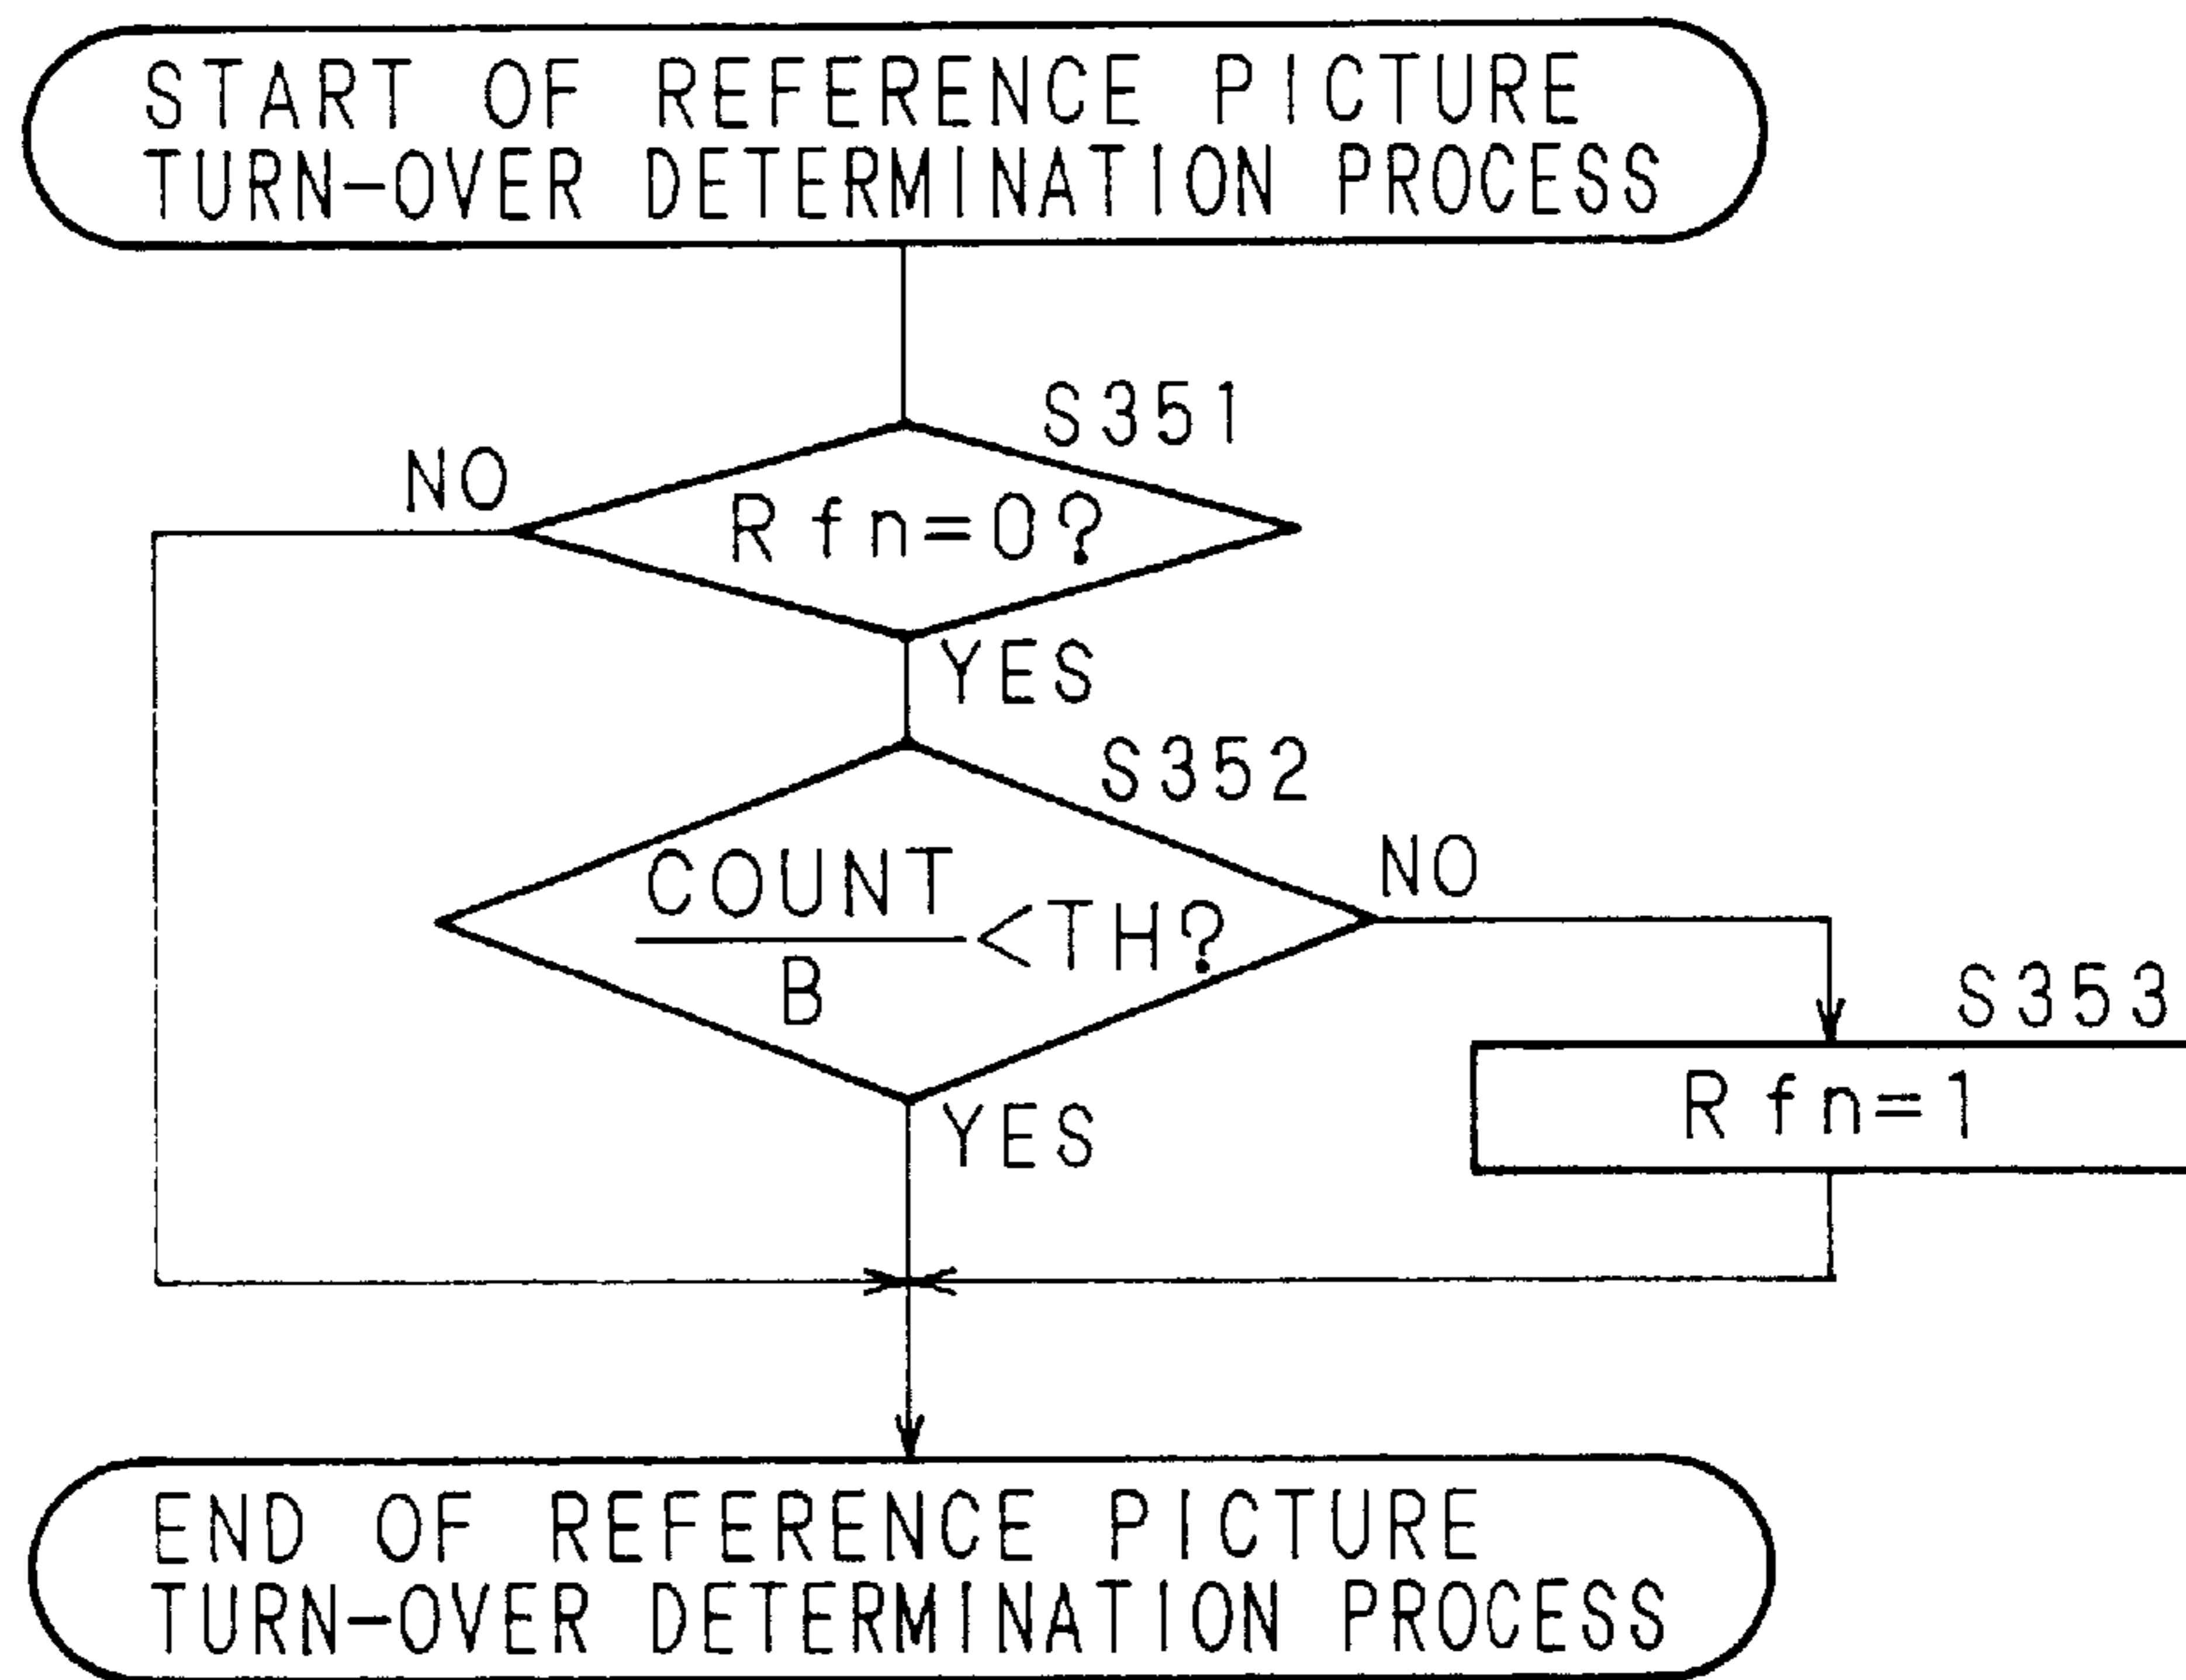 START OF REFERENCE PICTURE
TURN-OVER DETERMINATION PROCESS
S351
NO
Rfn=0?
YES
S352
COUNT
NO
<TH?
B
S353
Rfn=1
YES
END OF REFERENCE PICTURE
TURN-OVER DETERMINATION PROCESS